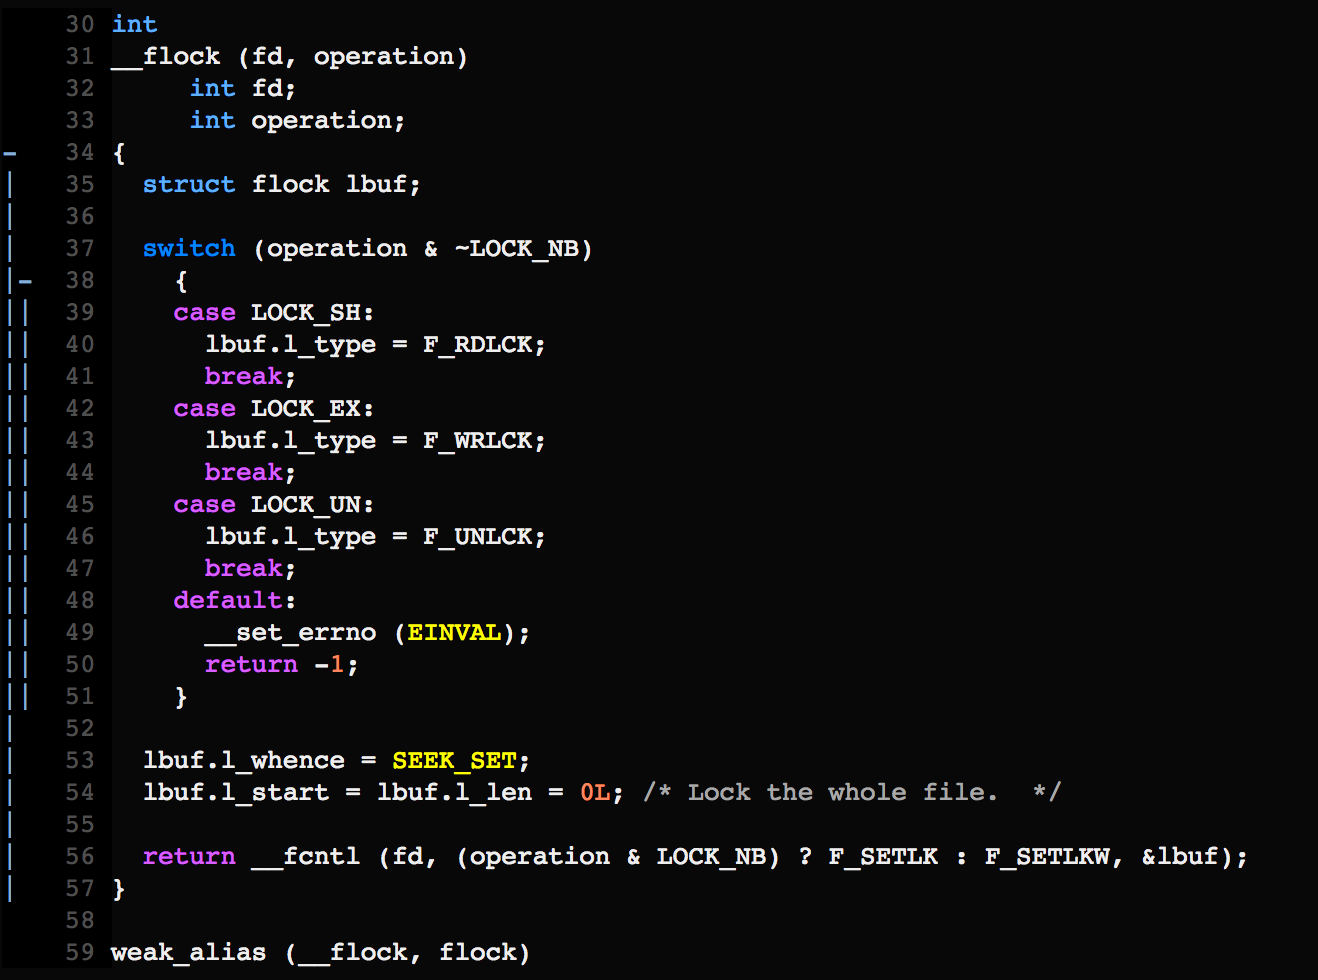 30 int
31 __flock (fd, operation)
32      int fd;
33      int operation;
34 {
35   struct flock lbuf;
36
37   switch (operation & ~LOCK_NB)
38     {
39     case LOCK_SH:
40       lbuf.l_type = F_RDLCK;
41       break;
42     case LOCK_EX:
43       lbuf.l_type = F_WRLCK;
44       break;
45     case LOCK_UN:
46       lbuf.l_type = F_UNLCK;
47       break;
48     default:
49       __set_errno (EINVAL);
50       return -1;
51     }
52
53   lbuf.l_whence = SEEK_SET;
54   lbuf.l_start = lbuf.l_len = 0L; /* Lock the whole file.  */
55
56   return __fcntl (fd, (operation & LOCK_NB) ? F_SETLK : F_SETLKW, &lbuf);
57 }
58
59 weak_alias (__flock, flock)